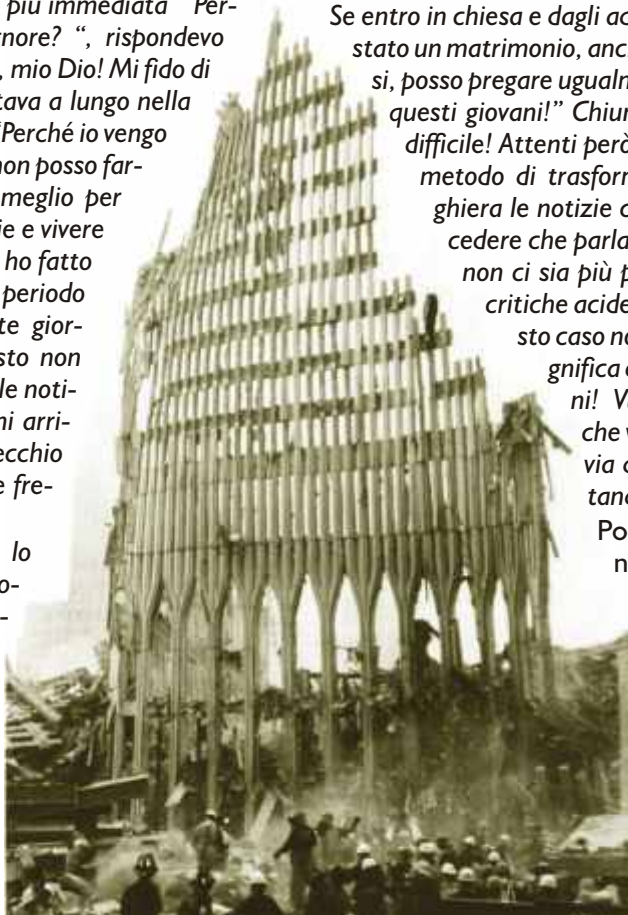 più immediata “Per-
nore? “, rispondevo
, mio Dio! Mi fido di
tava a lungo nella
“Perché io vengo
non posso far-
meglio per
ie e vivere
ho fatto
periodo
te gior-
sto non
le noti-
ni arri-
ecchio
e fre-
lo
o-
-
Se entro in chiesa e dagli ac
stato un matrimonio, anc
si, posso pregare ugualm
questi giovani!” Chiun
difficile! Attenti però
metodo di trasform
ghiera le notizie
cedere che parla
non ci sia più p
critiche acide
sto caso no
gnifica
ni! V
che v
via
tan
Po
n